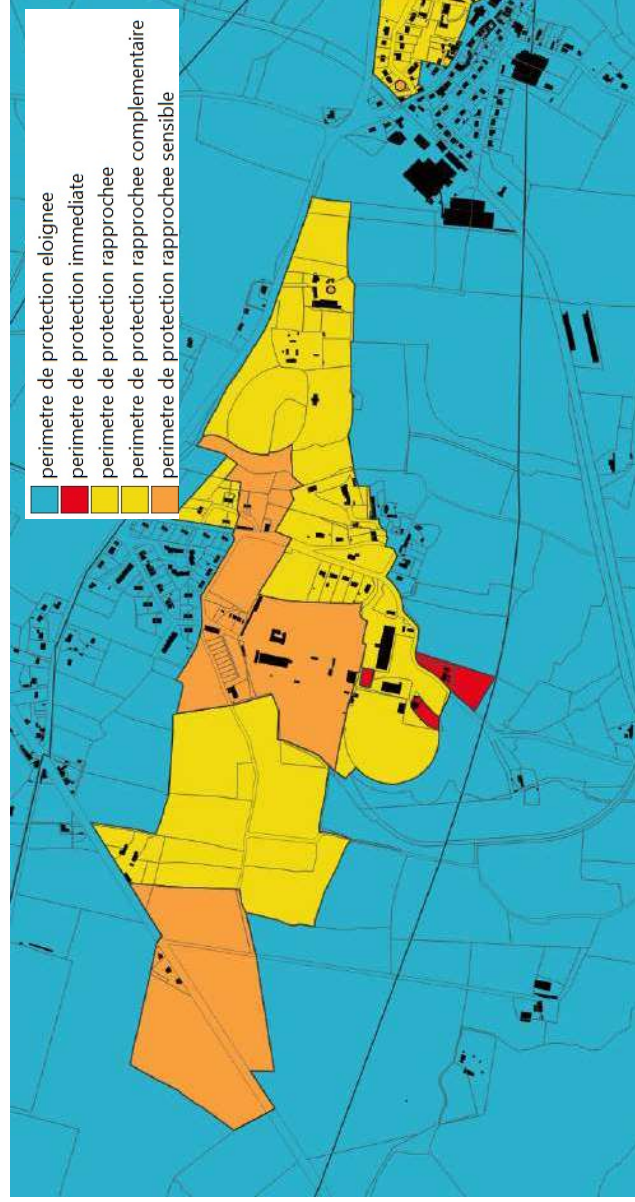 perimetre de protection eloignee
perimetre de protection immediate
perimetre de protection rapprochee
perimetre de protection rapprochee complementaire
perimetre de protection rapprochee sensible